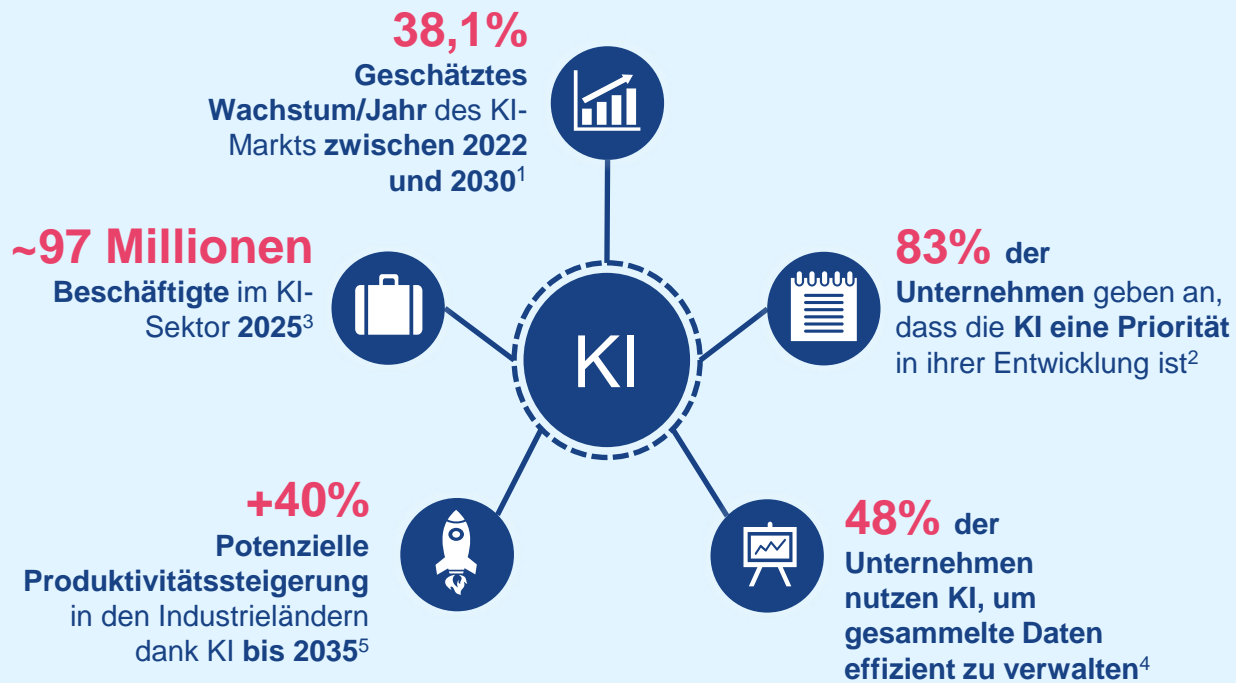 38,1%
Geschätztes
Wachstum/Jahr des KI-
Markts zwischen 2022
und 2030¹
~97 Millionen
Beschäftigte im KI-
Sektor 2025³
83% der
Unternehmen geben an,
dass die KI eine Priorität
in ihrer Entwicklung ist²
KI
+40%
Potenzielle
Produktivitätssteigerung
in den Industrieländern
dank KI bis 2035⁵
48% der
Unternehmen
nutzen KI, um
gesammelte Daten
effizient zu verwalten⁴